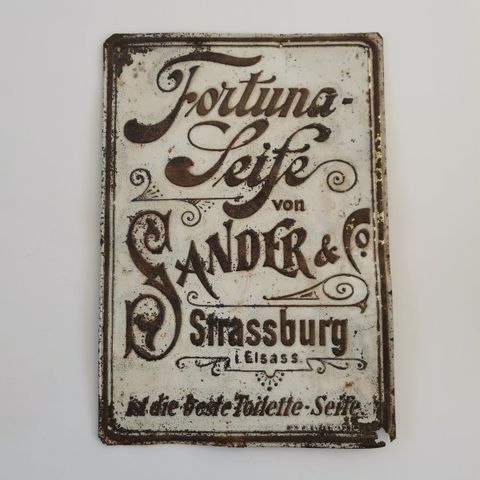 Fortuna-
Seife
von
SANDER & Co.
Strassburg
i. Elsass.
ist die beste Toilette-Seife.